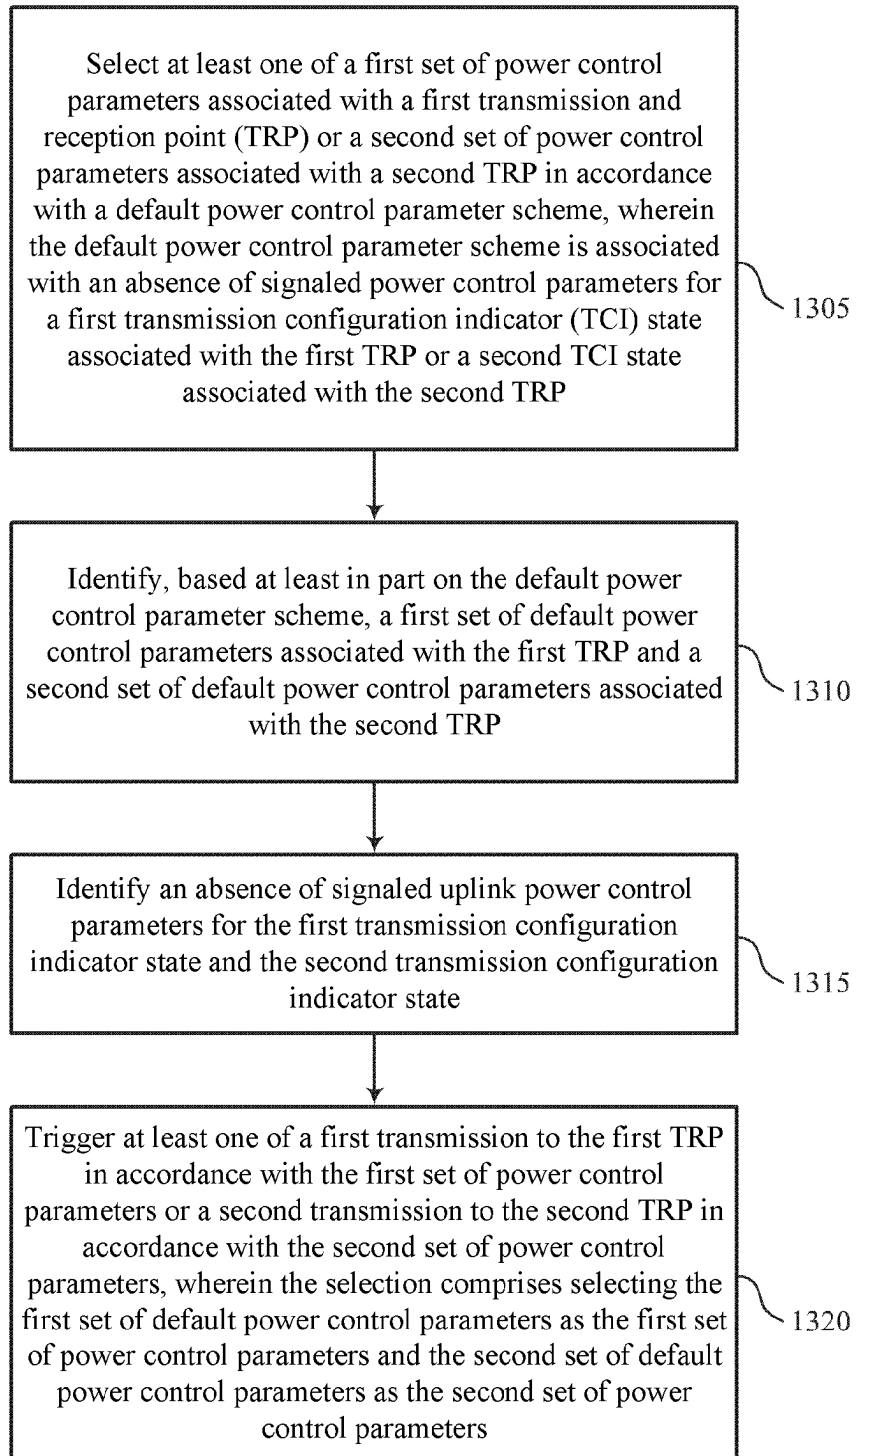 Select at least one of a first set of power control
parameters associated with a first transmission and
reception point (TRP) or a second set of power control
parameters associated with a second TRP in accordance
with a default power control parameter scheme, wherein
the default power control parameter scheme is associated
with an absence of signaled power control parameters for
a first transmission configuration indicator (TCI) state
associated with the first TRP or a second TCI state
associated with the second TRP
1305
Identify, based at least in part on the default power
control parameter scheme, a first set of default power
control parameters associated with the first TRP and a
second set of default power control parameters associated
with the second TRP
1310
Identify an absence of signaled uplink power control
parameters for the first transmission configuration
indicator state and the second transmission configuration
indicator state
1315
Trigger at least one of a first transmission to the first TRP
in accordance with the first set of power control
parameters or a second transmission to the second TRP in
accordance with the second set of power control
parameters, wherein the selection comprises selecting the
first set of default power control parameters as the first set
of power control parameters and the second set of default
power control parameters as the second set of power
control parameters
1320